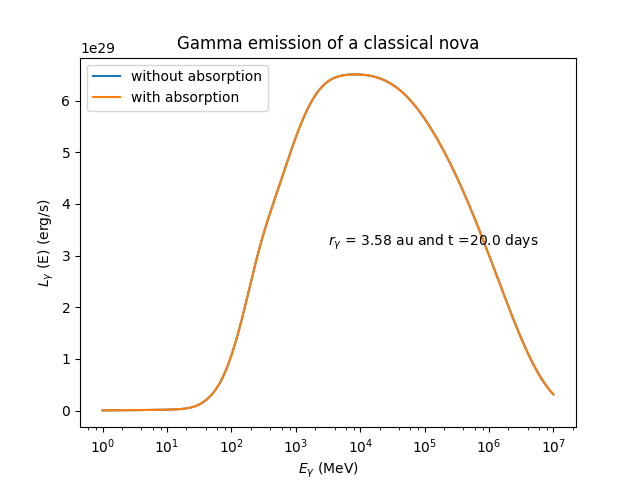 Gamma emission of a classical nova
1e29
without absorption
with absorption
6
5
4
3
2
1
0
L_γ (E) (erg/s)
r_γ = 3.58 au and t =20.0 days
10^0 10^1 10^2 10^3 10^4 10^5 10^6 10^7
E_γ (MeV)